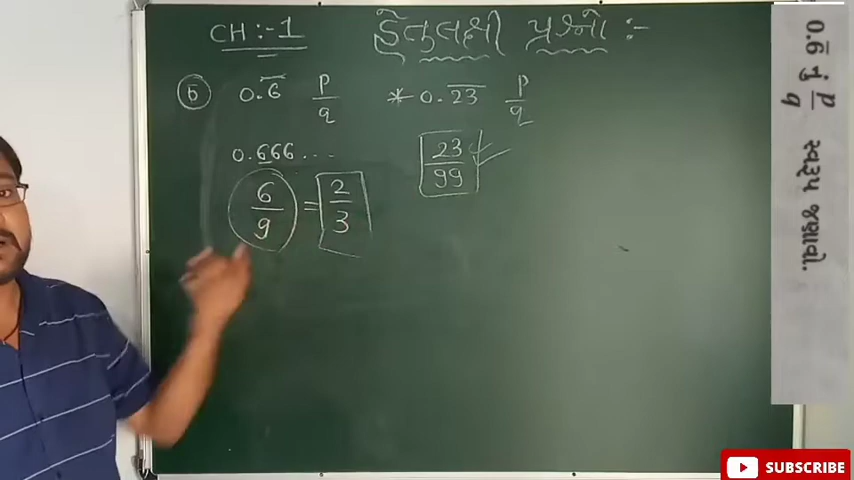 CH :- 1 હેતુલક્ષી પ્રશ્નો :-
⑤ 0.6̅ p/q * 0.2̅3̅ p/q
0.666... 23/99
6/9 = 2/3
0.6̅ નું p/q સ્વરૂપ જણાવો.
SUBSCRIBE